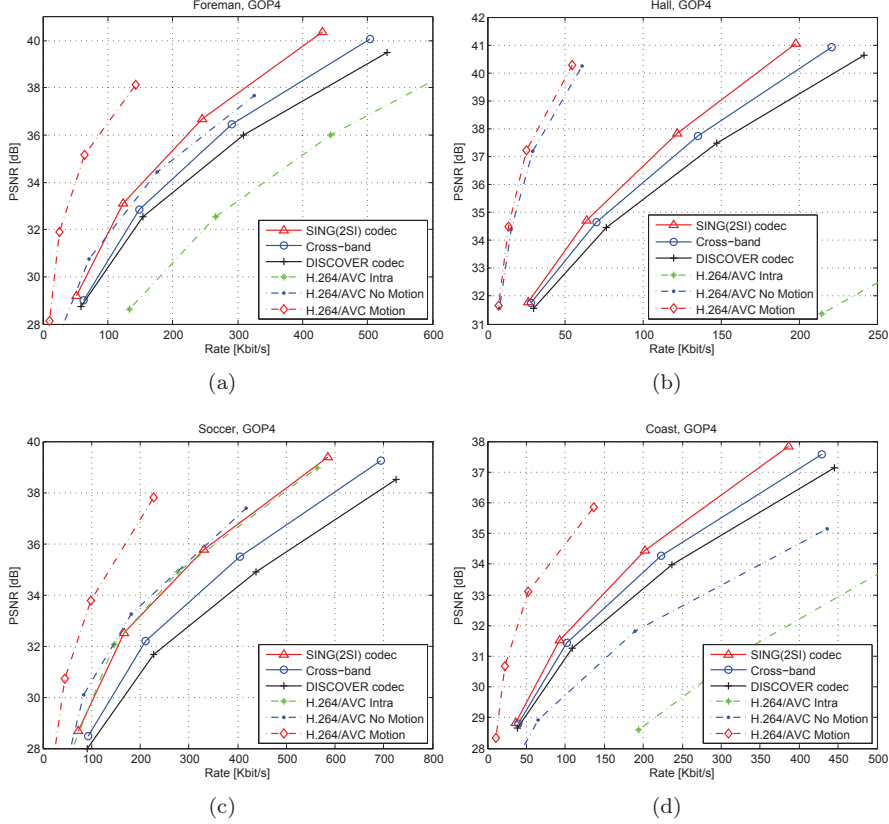 Foreman, GOP4
PSNR [dB]
40
38
36
34
32
30
28
0 100 200 300 400 500 600
Rate [Kbit/s]
SING(2SI) codec
Cross−band
DISCOVER codec
H.264/AVC Intra
H.264/AVC No Motion
H.264/AVC Motion
(a)
Hall, GOP4
PSNR [dB]
42
41
40
39
38
37
36
35
34
33
32
31
0 50 100 150 200 250
Rate [Kbit/s]
SING(2SI) codec
Cross−band
DISCOVER codec
H.264/AVC Intra
H.264/AVC No Motion
H.264/AVC Motion
(b)
Soccer, GOP4
PSNR [dB]
40
38
36
34
32
30
28
0 100 200 300 400 500 600 700 800
Rate [Kbit/s]
SING(2SI) codec
Cross−band
DISCOVER codec
H.264/AVC Intra
H.264/AVC No Motion
H.264/AVC Motion
(c)
Coast, GOP4
PSNR [dB]
38
37
36
35
34
33
32
31
30
29
28
0 50 100 150 200 250 300 350 400 450 500
Rate [Kbit/s]
SING(2SI) codec
Cross−band
DISCOVER codec
H.264/AVC Intra
H.264/AVC No Motion
H.264/AVC Motion
(d)